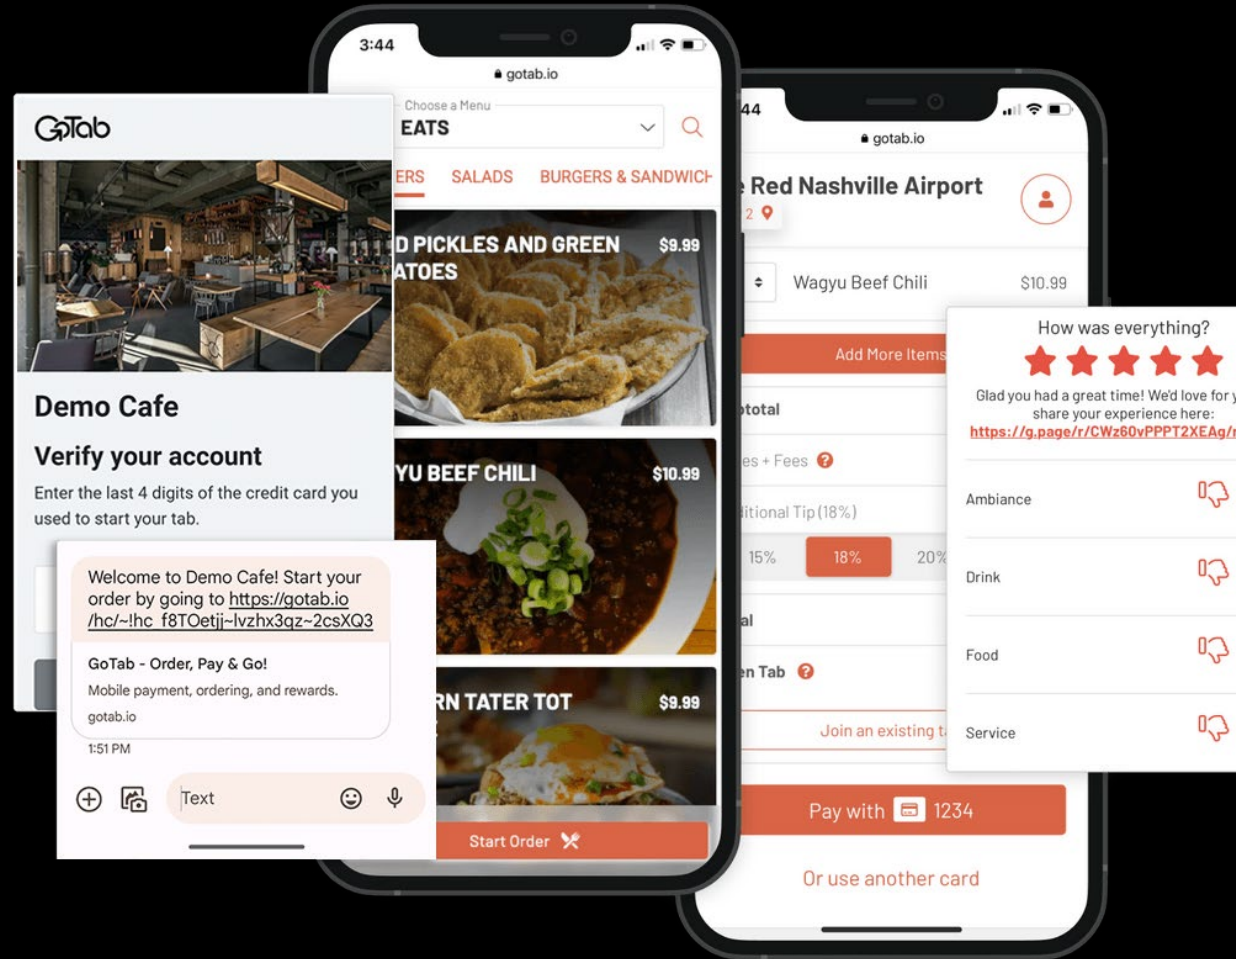 GoTab
Demo Cafe
Verify your account
Enter the last 4 digits of the credit card you
used to start your tab.
Welcome to Demo Cafe! Start your
order by going to https://gotab.io
/hc/~!hc_f8TOetjj~lvzhx3qz~2csXQ3
GoTab - Order, Pay & Go!
Mobile payment, ordering, and rewards.
gotab.io
1:51 PM
Text
3:44
gotab.io
Choose a Menu
EATS
ERS SALADS BURGERS & SANDWICH
D PICKLES AND GREEN $9.99
ATOES
YU BEEF CHILI $10.99
RN TATER TOT $9.99
Start Order
44
gotab.io
e Red Nashville Airport
2
Wagyu Beef Chili $10.99
Add More Items
ototal
es + Fees ?
ditional Tip (18%)
15% 18% 20%
al
en Tab ?
Join an existing t
Pay with 1234
Or use another card
How was everything?
Glad you had a great time! We'd love for y
share your experience here:
https://g.page/r/CWz60vPPPT2XEAg/r
Ambiance
Drink
Food
Service